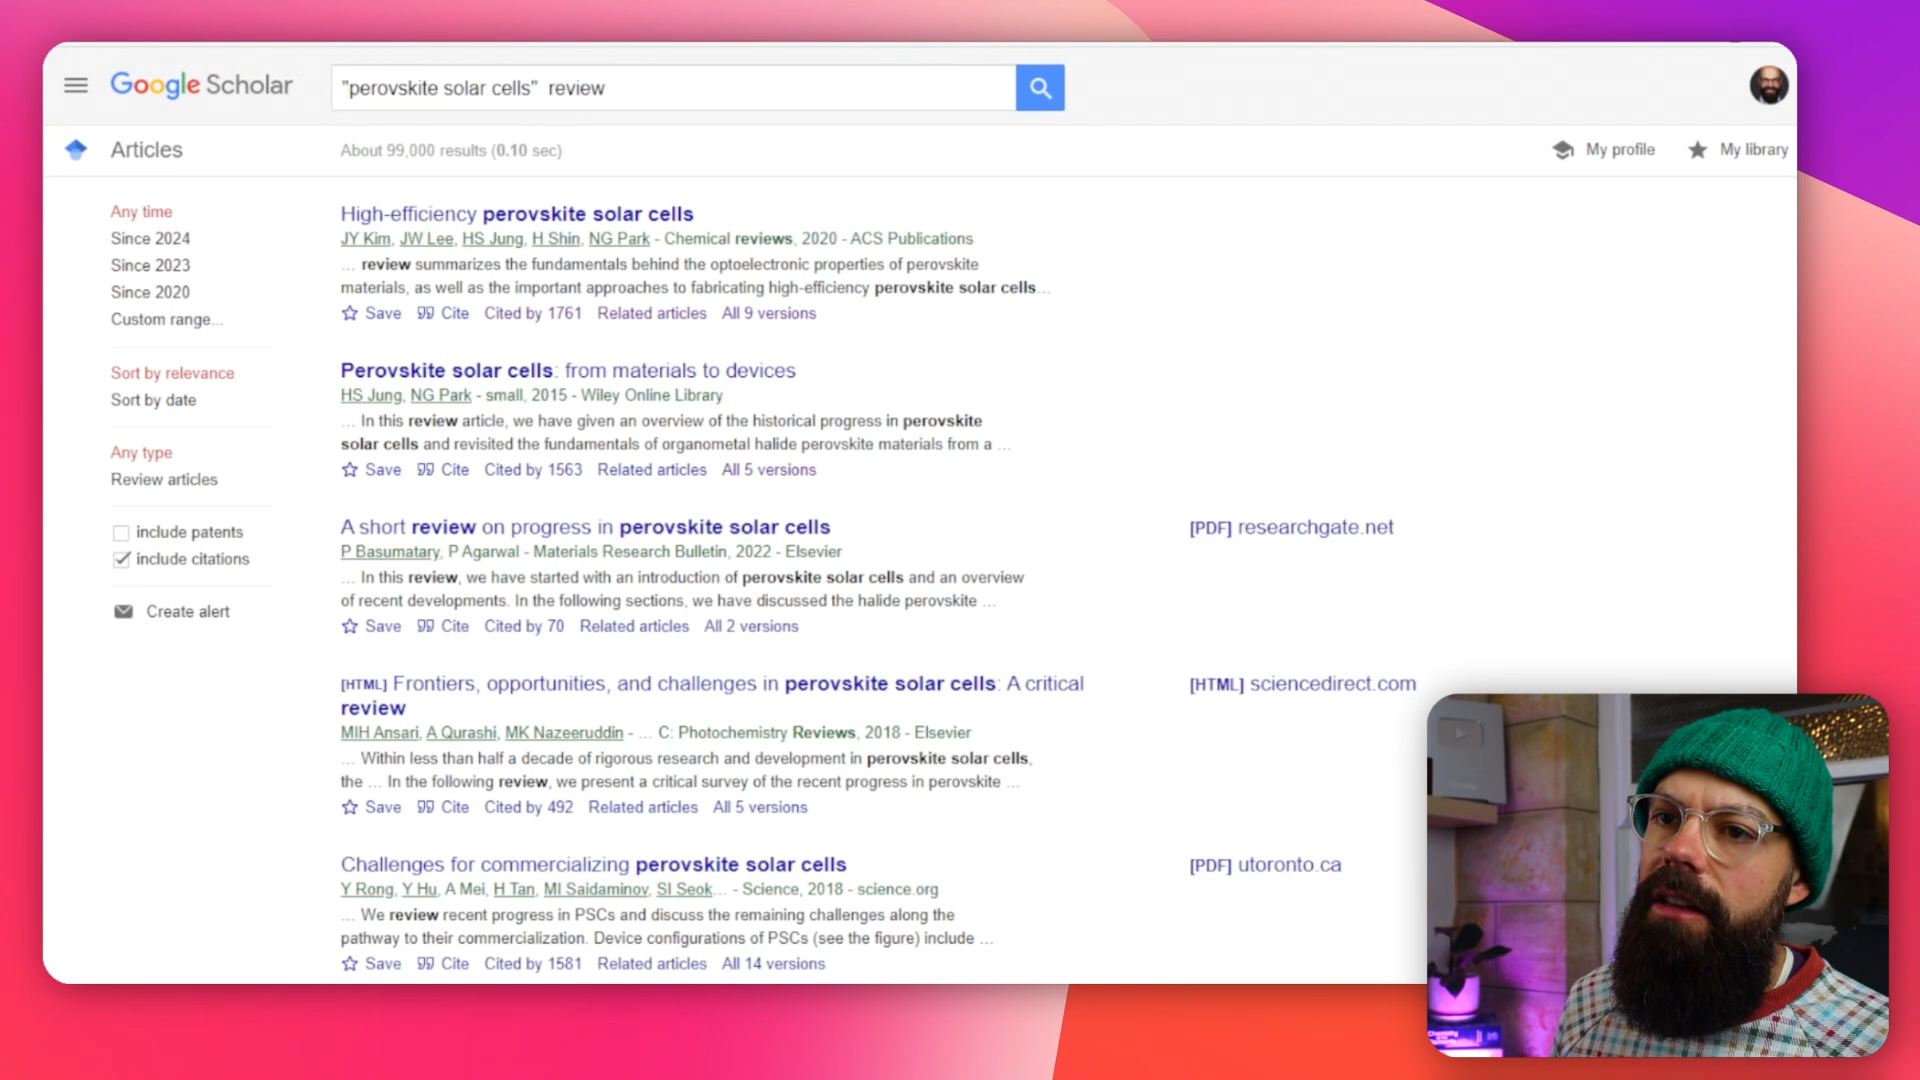 Google Scholar
"perovskite solar cells"  review
Articles
About 99,000 results (0.10 sec)
My profile
My library
Any time
Since 2024
Since 2023
Since 2020
Custom range...
Sort by relevance
Sort by date
Any type
Review articles
include patents
include citations
Create alert
High-efficiency perovskite solar cells
JY Kim, JW Lee, HS Jung, H Shin, NG Park - Chemical reviews, 2020 - ACS Publications
... review summarizes the fundamentals behind the optoelectronic properties of perovskite
materials, as well as the important approaches to fabricating high-efficiency perovskite solar cells...
Save Cite Cited by 1761 Related articles All 9 versions
Perovskite solar cells: from materials to devices
HS Jung, NG Park - small, 2015 - Wiley Online Library
... In this review article, we have given an overview of the historical progress in perovskite
solar cells and revisited the fundamentals of organometal halide perovskite materials from a ...
Save Cite Cited by 1563 Related articles All 5 versions
A short review on progress in perovskite solar cells
[PDF] researchgate.net
P Basumatary, P Agarwal - Materials Research Bulletin, 2022 - Elsevier
... In this review, we have started with an introduction of perovskite solar cells and an overview
of recent developments. In the following sections, we have discussed the halide perovskite ...
Save Cite Cited by 70 Related articles All 2 versions
[HTML] Frontiers, opportunities, and challenges in perovskite solar cells: A critical
review
[HTML] sciencedirect.com
MIH Ansari, A Qurashi, MK Nazeeruddin - ... C: Photochemistry Reviews, 2018 - Elsevier
... Within less than half a decade of rigorous research and development in perovskite solar cells,
the ... In the following review, we present a critical survey of the recent progress in perovskite ...
Save Cite Cited by 492 Related articles All 5 versions
Challenges for commercializing perovskite solar cells
[PDF] utoronto.ca
Y Rong, Y Hu, A Mei, H Tan, MI Saidaminov, SI Seok... - Science, 2018 - science.org
... We review recent progress in PSCs and discuss the remaining challenges along the
pathway to their commercialization. Device configurations of PSCs (see the figure) include ...
Save Cite Cited by 1581 Related articles All 14 versions
Chemistry